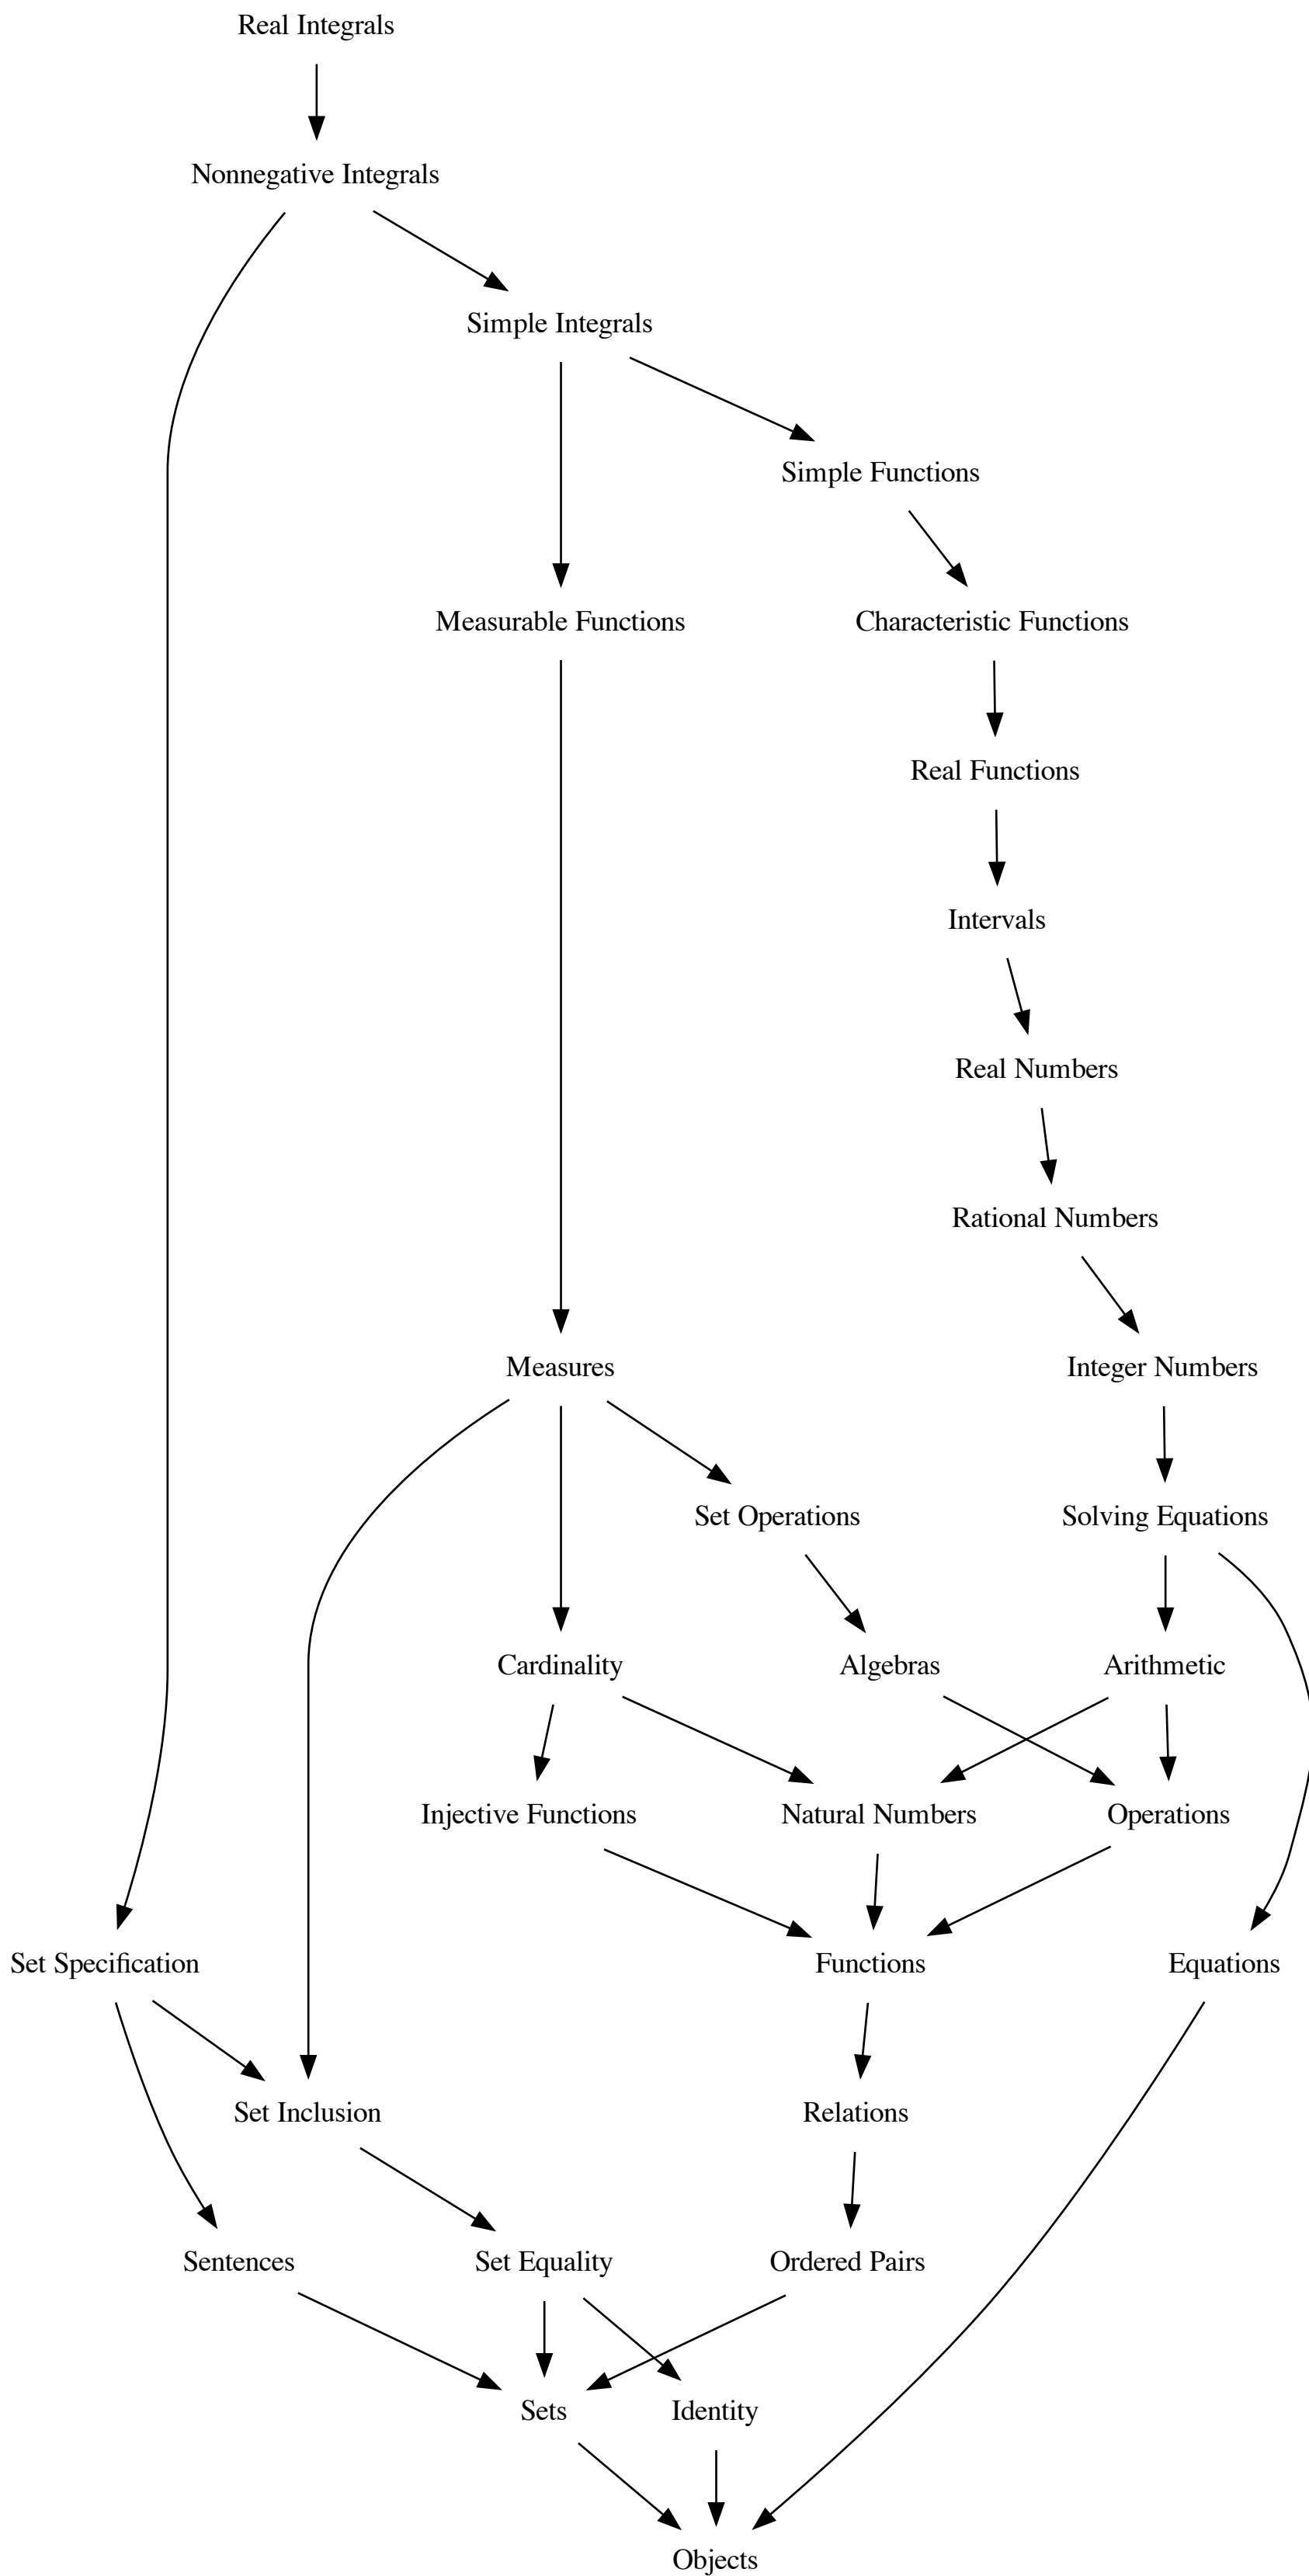 Real Integrals
Nonnegative Integrals
Simple Integrals
Simple Functions
Measurable Functions
Characteristic Functions
Real Functions
Intervals
Real Numbers
Rational Numbers
Measures
Integer Numbers
Set Operations
Solving Equations
Cardinality
Algebras
Arithmetic
Injective Functions
Natural Numbers
Operations
Set Specification
Functions
Equations
Set Inclusion
Relations
Sentences
Set Equality
Ordered Pairs
Sets
Identity
Objects